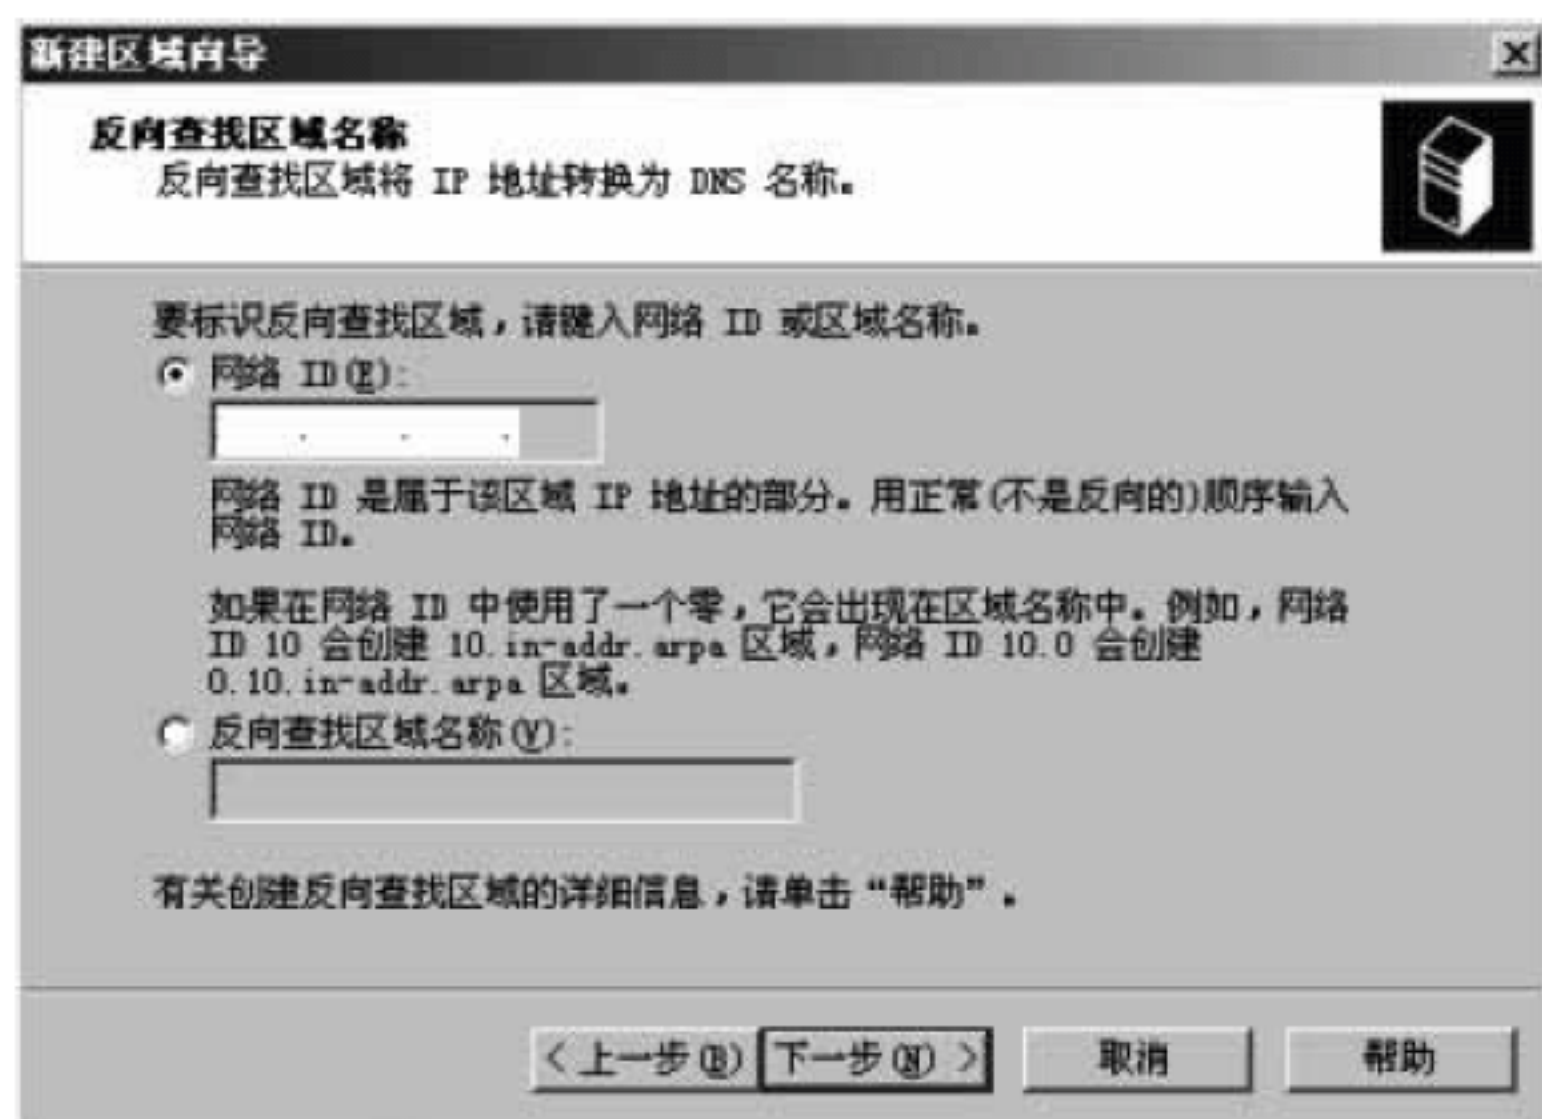 新建区域向导
反向查找区域名称
反向查找区域将 IP 地址转换为 DNS 名称。
要标识反向查找区域，请键入网络 ID 或区域名称。
网络 ID(E):
. . .
网络 ID 是属于该区域 IP 地址的部分。用正常(不是反向的)顺序输入
网络 ID。
如果在网络 ID 中使用了一个零，它会出现在区域名称中。例如，网络
ID 10 会创建 10.in-addr.arpa 区域，网络 ID 10.0 会创建
0.10.in-addr.arpa 区域。
反向查找区域名称(V):
有关创建反向查找区域的详细信息，请单击“帮助”。
<上一步(B) 下一步(N)> 取消 帮助